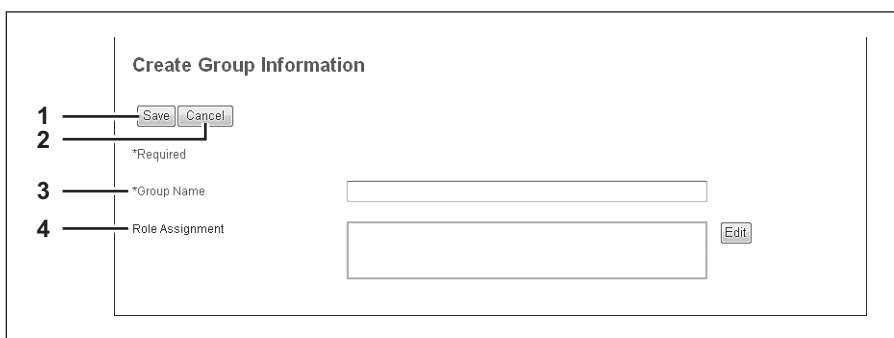 Create Group Information
1 Save Cancel
2
*Required
3 *Group Name
4 Role Assignment Edit